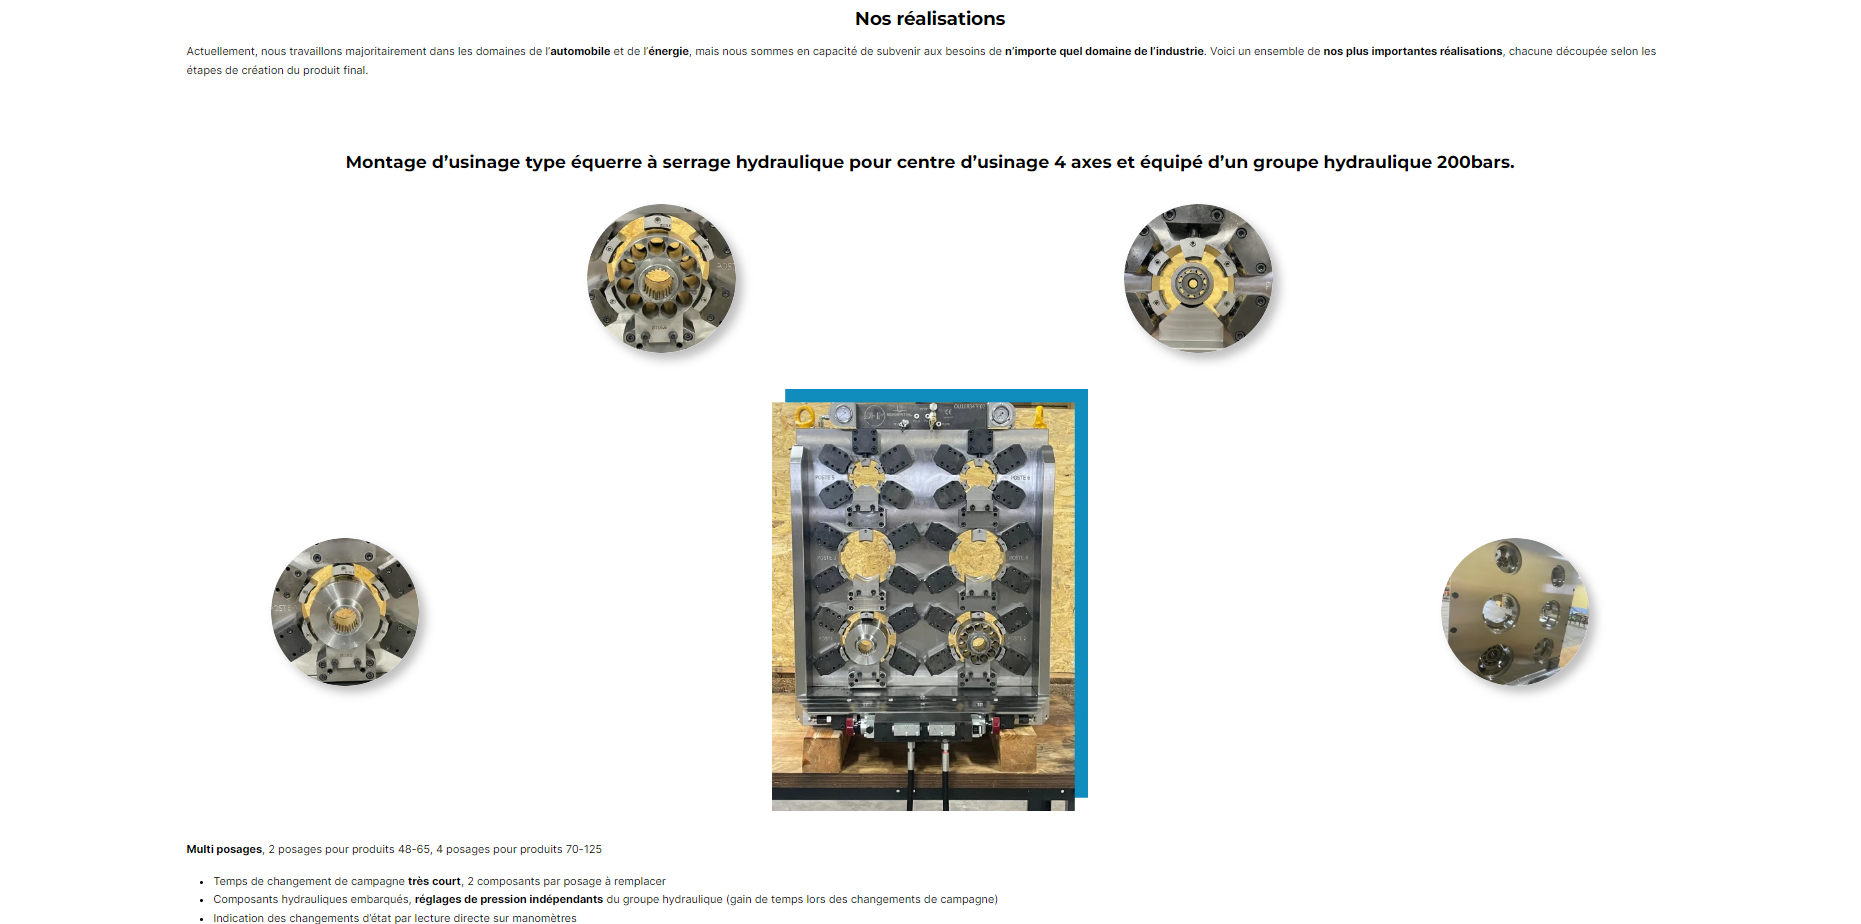 Nos réalisations
Actuellement, nous travaillons majoritairement dans les domaines de l’automobile et de l’énergie, mais nous sommes en capacité de subvenir aux besoins de n’importe quel domaine de l’industrie. Voici un ensemble de nos plus importantes réalisations, chacune découpée selon les
étapes de création du produit final.
Montage d’usinage type équerre à serrage hydraulique pour centre d’usinage 4 axes et équipé d’un groupe hydraulique 200bars.
POSTE 5
POSTE 6
Multi posages, 2 posages pour produits 48-65, 4 posages pour produits 70-125
• Temps de changement de campagne très court, 2 composants par posage à remplacer
• Composants hydrauliques embarqués, réglages de pression indépendants du groupe hydraulique (gain de temps lors des changements de campagne)
• Indication des changements d’état par lecture directe sur manomètres